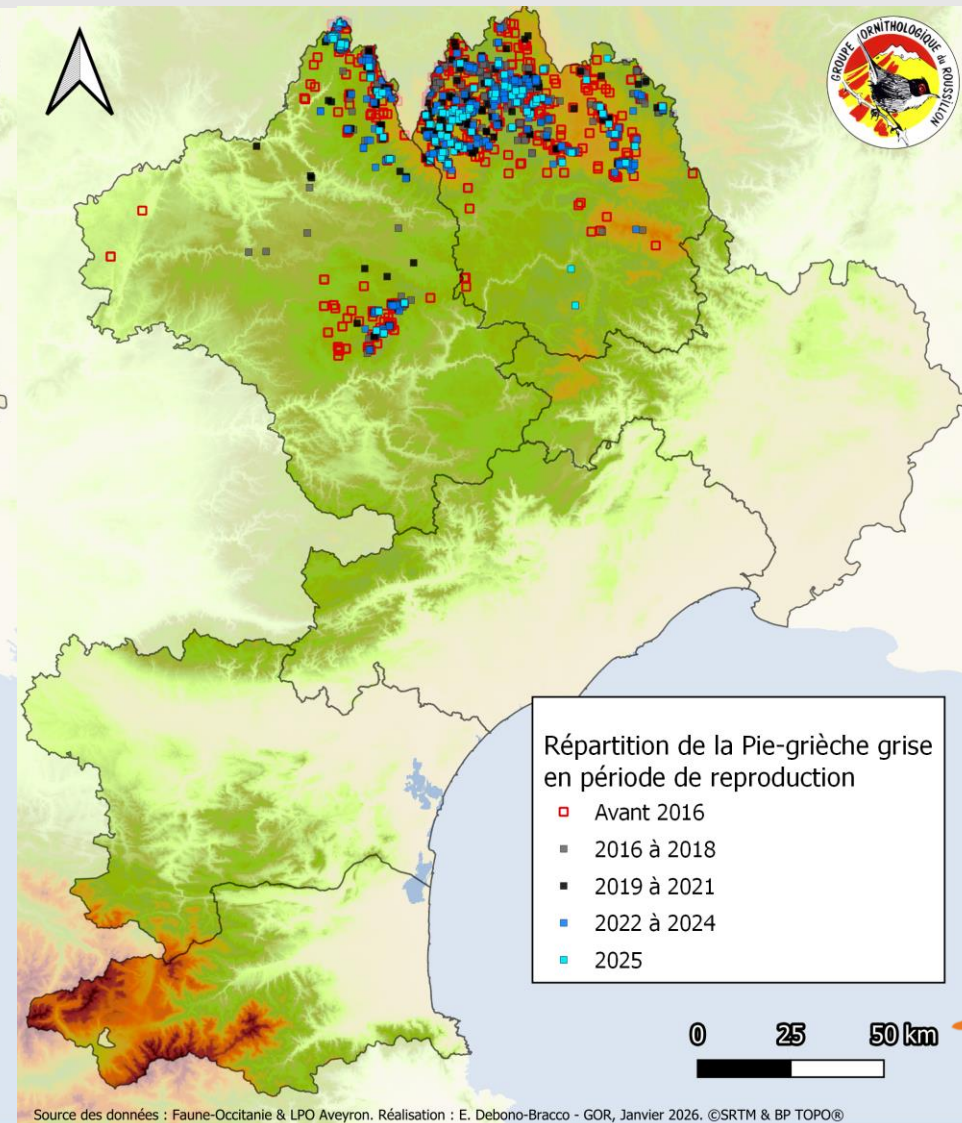 GROUPE ORNITHOLOGIQUE du ROUSSILLON
Répartition de la Pie-grièche grise
en période de reproduction
Avant 2016
2016 à 2018
2019 à 2021
2022 à 2024
2025
0 25 50 km
Source des données : Faune-Occitanie & LPO Aveyron. Réalisation : E. Debono-Bracco - GOR, Janvier 2026. ©SRTM & BP TOPO®